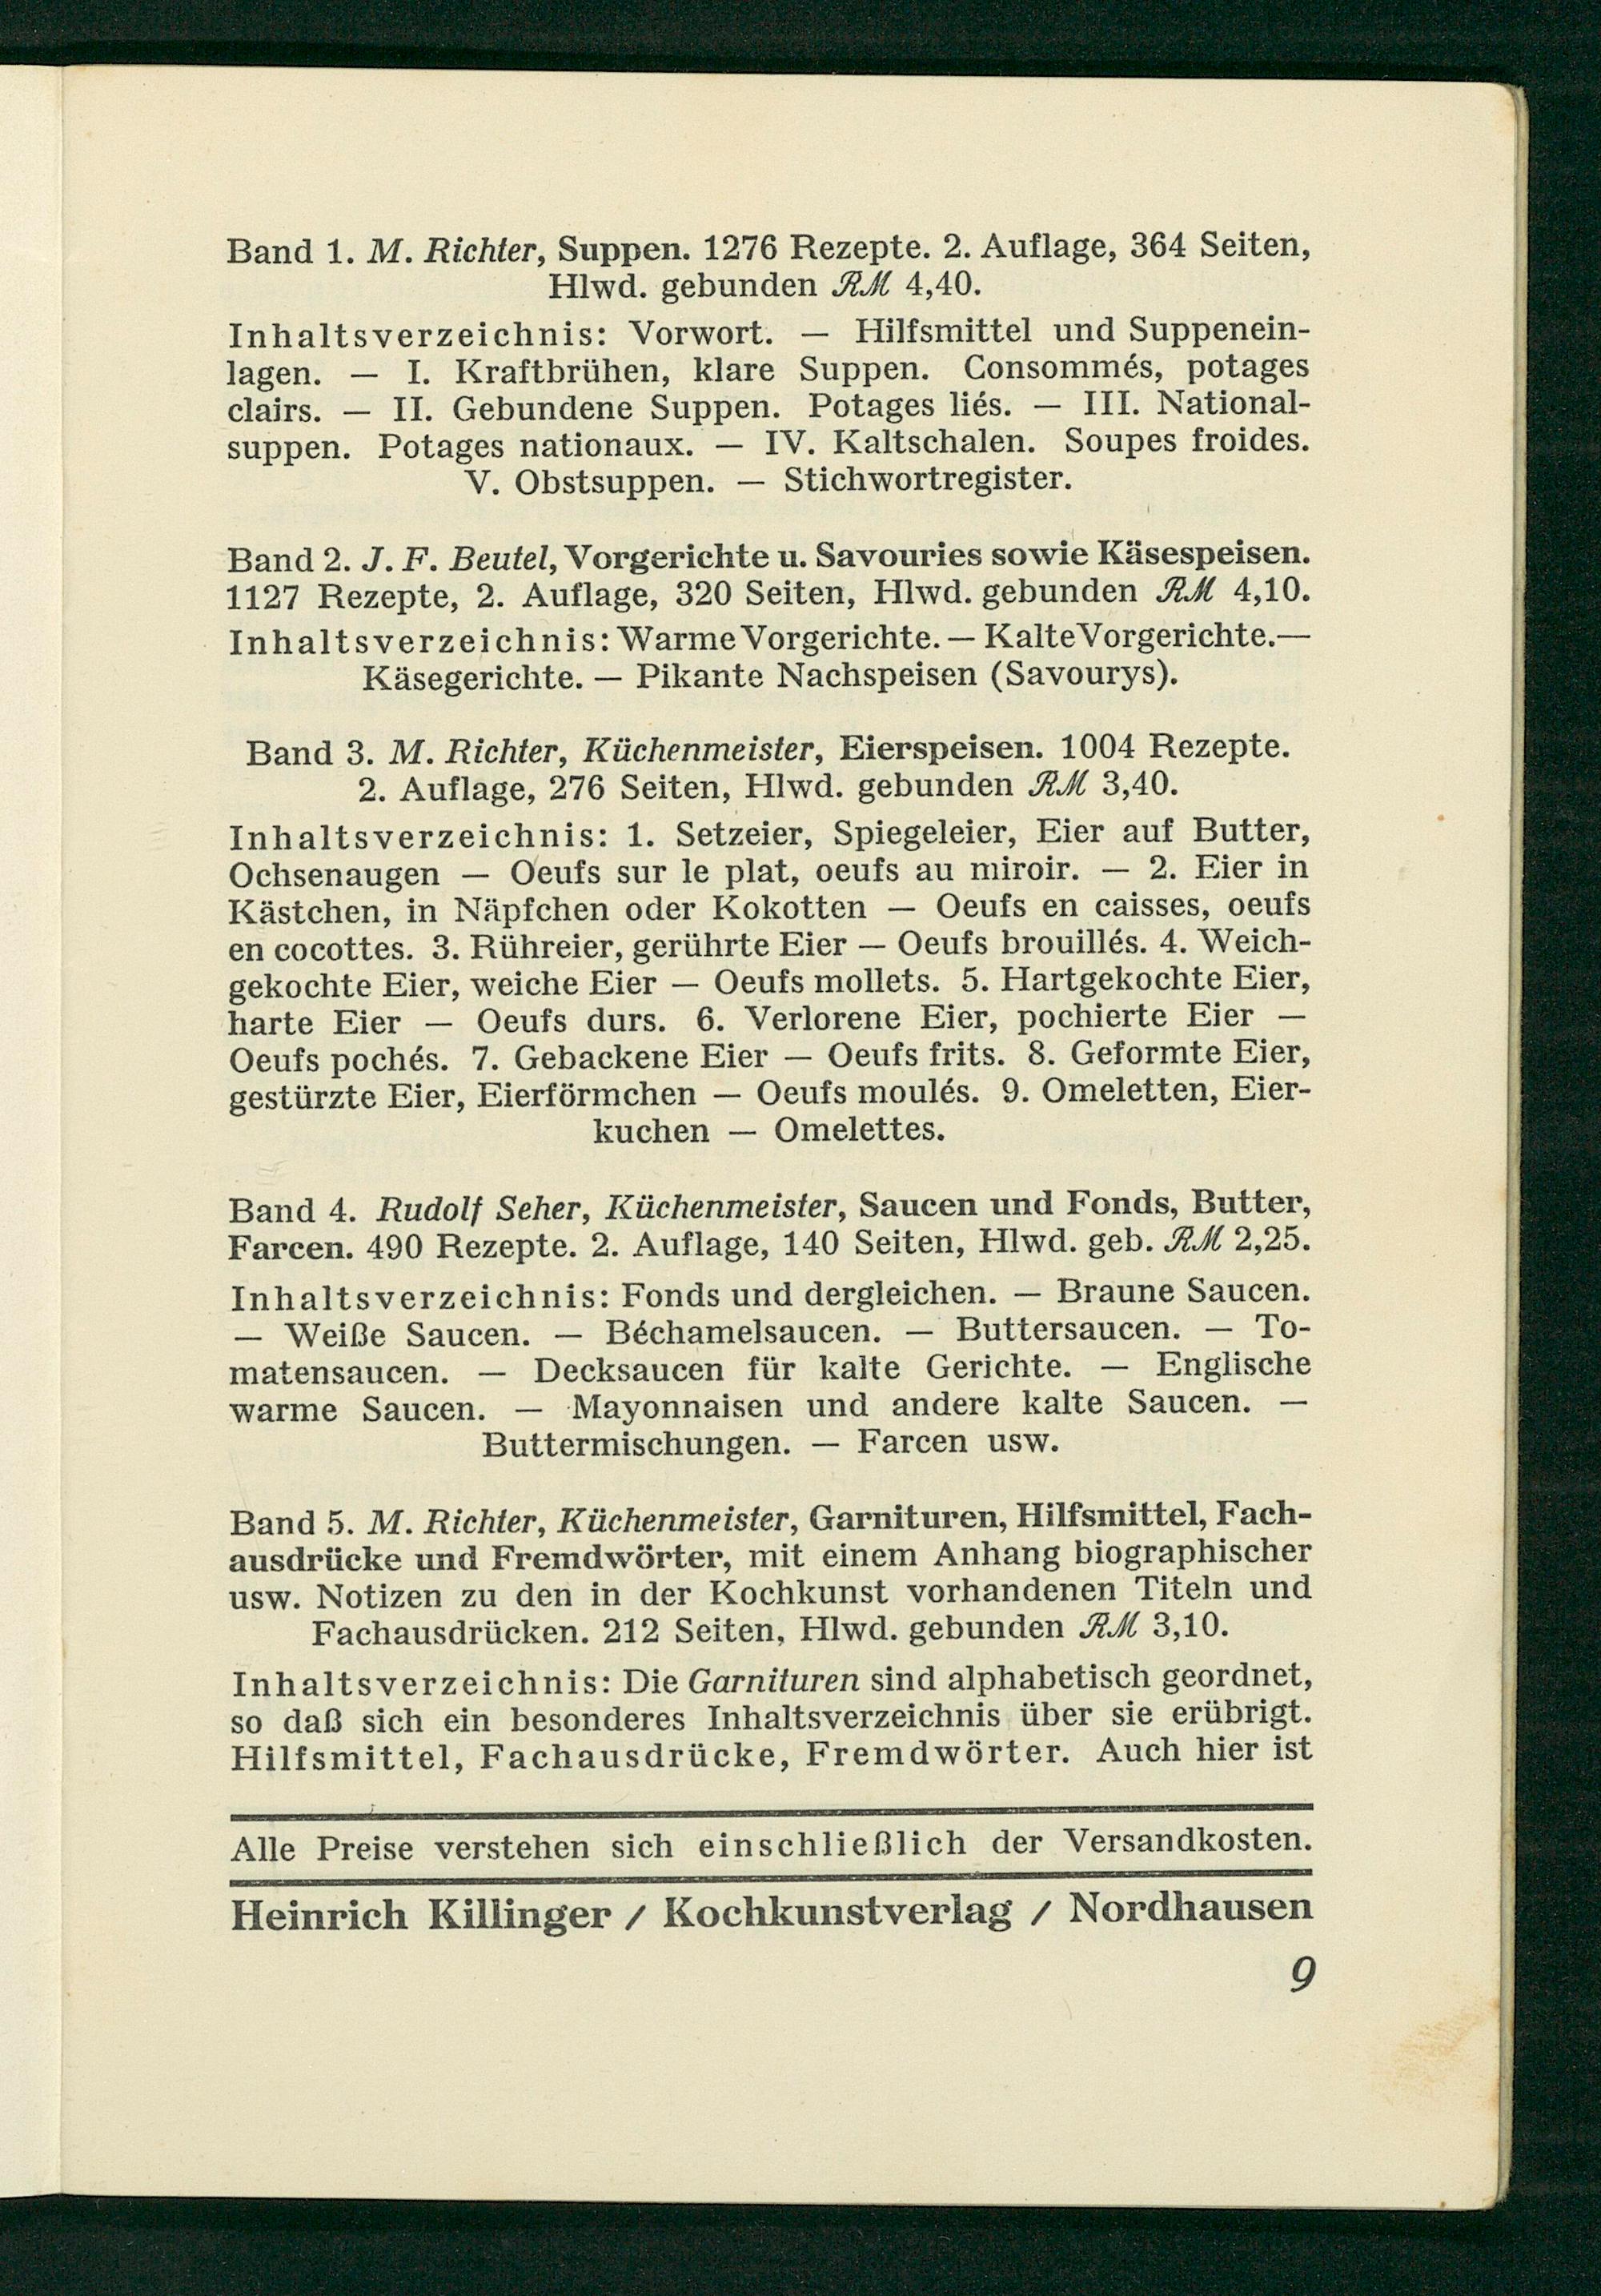 Band 1. M. Richter, Suppen. 1276 Rezepte. 2. Auflage, 364 Seiten,
Hlwd. gebunden RM 4,40.
Inhaltsverzeichnis: Vorwort. — Hilfsmittel und Suppenein-
lagen. — I. Kraftbrühen, klare Suppen. Consommés, potages
clairs. — II. Gebundene Suppen. Potages liés. — III. National-
suppen. Potages nationaux. — IV. Kaltschalen. Soupes froides.
V. Obstsuppen. — Stichwortregister.
Band 2. J. F. Beutel, Vorgerichte u. Savouries sowie Käsespeisen.
1127 Rezepte, 2. Auflage, 320 Seiten, Hlwd. gebunden RM 4,10.
Inhaltsverzeichnis: Warme Vorgerichte. — Kalte Vorgerichte. —
Käsegerichte. — Pikante Nachspeisen (Savourys).
Band 3. M. Richter, Küchenmeister, Eierspeisen. 1004 Rezepte.
2. Auflage, 276 Seiten, Hlwd. gebunden RM 3,40.
Inhaltsverzeichnis: 1. Setzeier, Spiegeleier, Eier auf Butter,
Ochsenaugen — Oeufs sur le plat, oeufs au miroir. — 2. Eier in
Kästchen, in Näpfchen oder Kokotten — Oeufs en caisses, oeufs
en cocottes. 3. Rühreier, gerührte Eier — Oeufs brouillés. 4. Weich-
gekochte Eier, weiche Eier — Oeufs mollets. 5. Hartgekochte Eier,
harte Eier — Oeufs durs. 6. Verlorene Eier, pochierte Eier —
Oeufs pochés. 7. Gebackene Eier — Oeufs frits. 8. Geformte Eier,
gestürzte Eier, Eierförmchen — Oeufs moulés. 9. Omeletten, Eier-
kuchen — Omelettes.
Band 4. Rudolf Seher, Küchenmeister, Saucen und Fonds, Butter,
Farcen. 490 Rezepte. 2. Auflage, 140 Seiten, Hlwd. geb. RM 2,25.
Inhaltsverzeichnis: Fonds und dergleichen. — Braune Saucen.
— Weiße Saucen. — Béchamelsaucen. — Buttersaucen. — To-
matensaucen. — Decksaucen für kalte Gerichte. — Englische
warme Saucen. — Mayonnaisen und andere kalte Saucen. —
Buttermischungen. — Farcen usw.
Band 5. M. Richter, Küchenmeister, Garnituren, Hilfsmittel, Fach-
ausdrücke und Fremdwörter, mit einem Anhang biographischer
usw. Notizen zu den in der Kochkunst vorhandenen Titeln und
Fachausdrücken. 212 Seiten, Hlwd. gebunden RM 3,10.
Inhaltsverzeichnis: Die Garnituren sind alphabetisch geordnet,
so daß sich ein besonderes Inhaltsverzeichnis über sie erübrigt.
Hilfsmittel, Fachausdrücke, Fremdwörter. Auch hier ist
Alle Preise verstehen sich einschließlich der Versandkosten.
Heinrich Killinger / Kochkunstverlag / Nordhausen
9